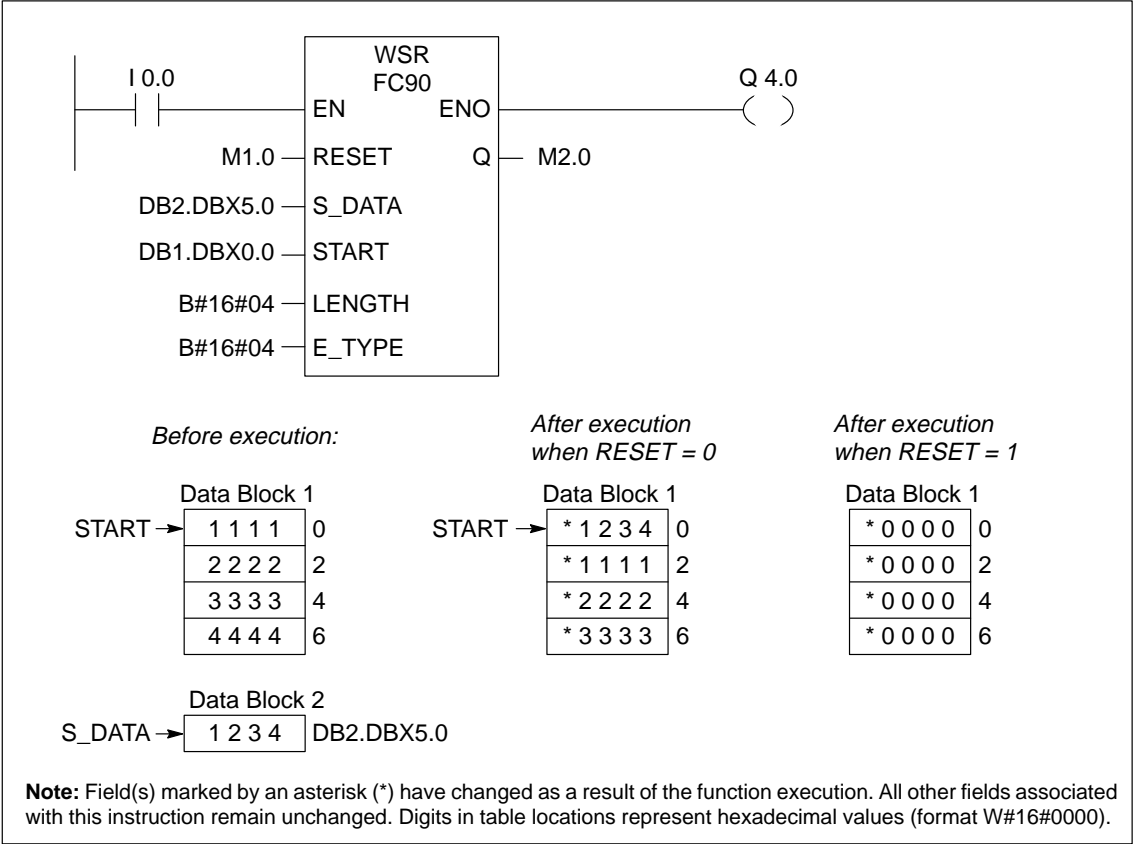 WSR
FC90
I 0.0
Q 4.0
EN ENO
M1.0 RESET Q M2.0
DB2.DBX5.0 S_DATA
DB1.DBX0.0 START
B#16#04 LENGTH
B#16#04 E_TYPE
Before execution:
After execution
when RESET = 0
After execution
when RESET = 1
Data Block 1 Data Block 1 Data Block 1
START 1 1 1 1 0 START * 1 2 3 4 0 * 0 0 0 0 0
2 2 2 2 2 * 1 1 1 1 2 * 0 0 0 0 2
3 3 3 3 4 * 2 2 2 2 4 * 0 0 0 0 4
4 4 4 4 6 * 3 3 3 3 6 * 0 0 0 0 6
Data Block 2
S_DATA 1 2 3 4 DB2.DBX5.0
Note: Field(s) marked by an asterisk (*) have changed as a result of the function execution. All other fields associated
with this instruction remain unchanged. Digits in table locations represent hexadecimal values (format W#16#0000).